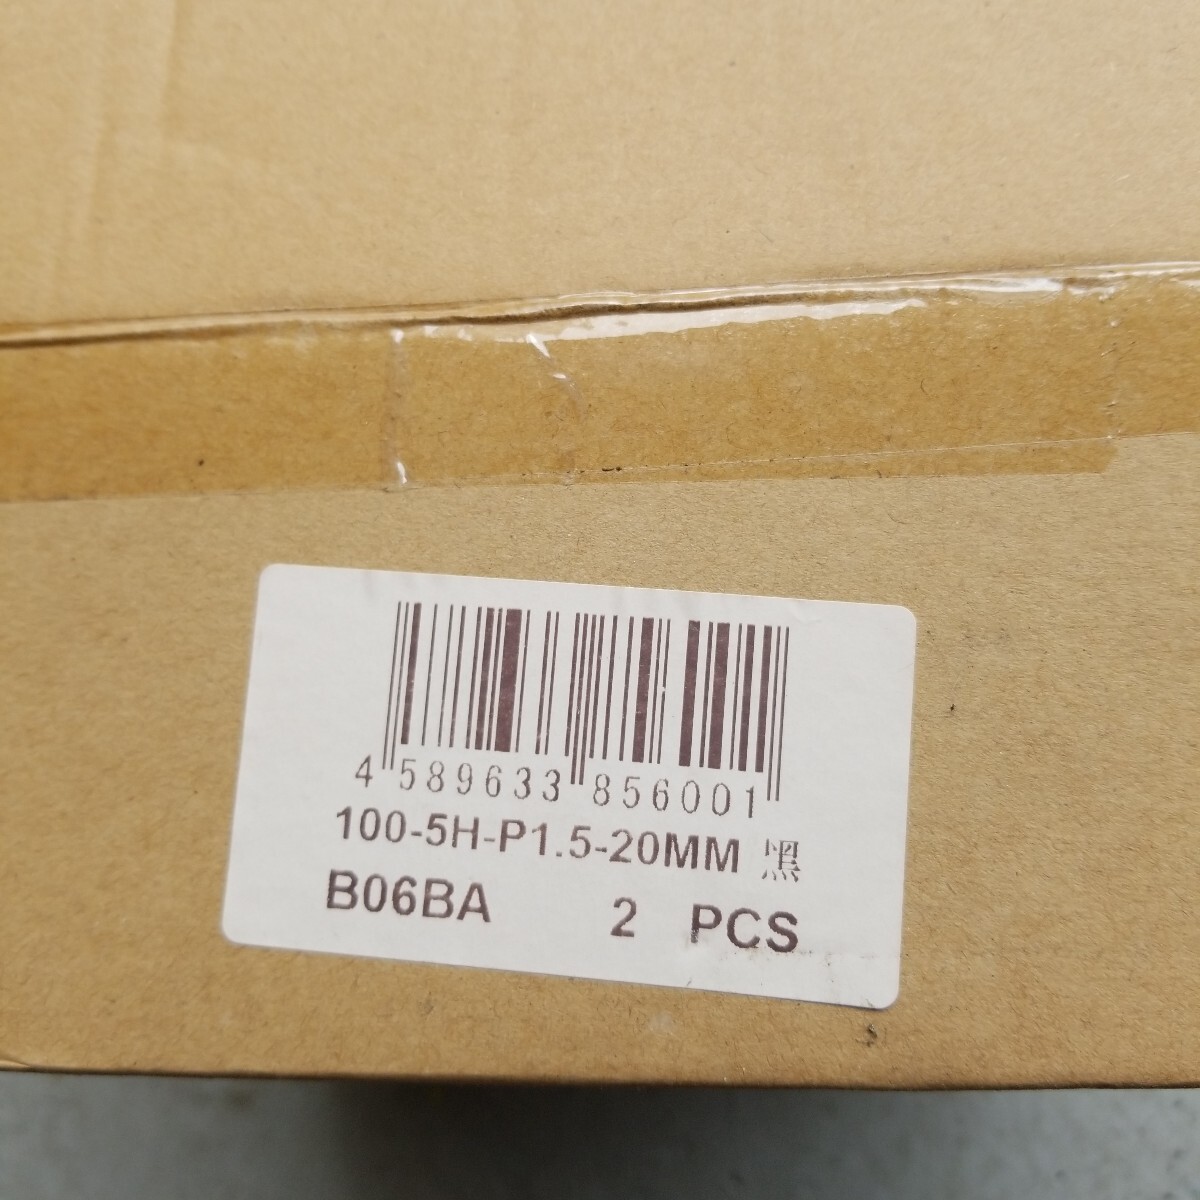 4 589633 856001
100-5H-P1.5-20MM 黑
B06BA 2 PCS